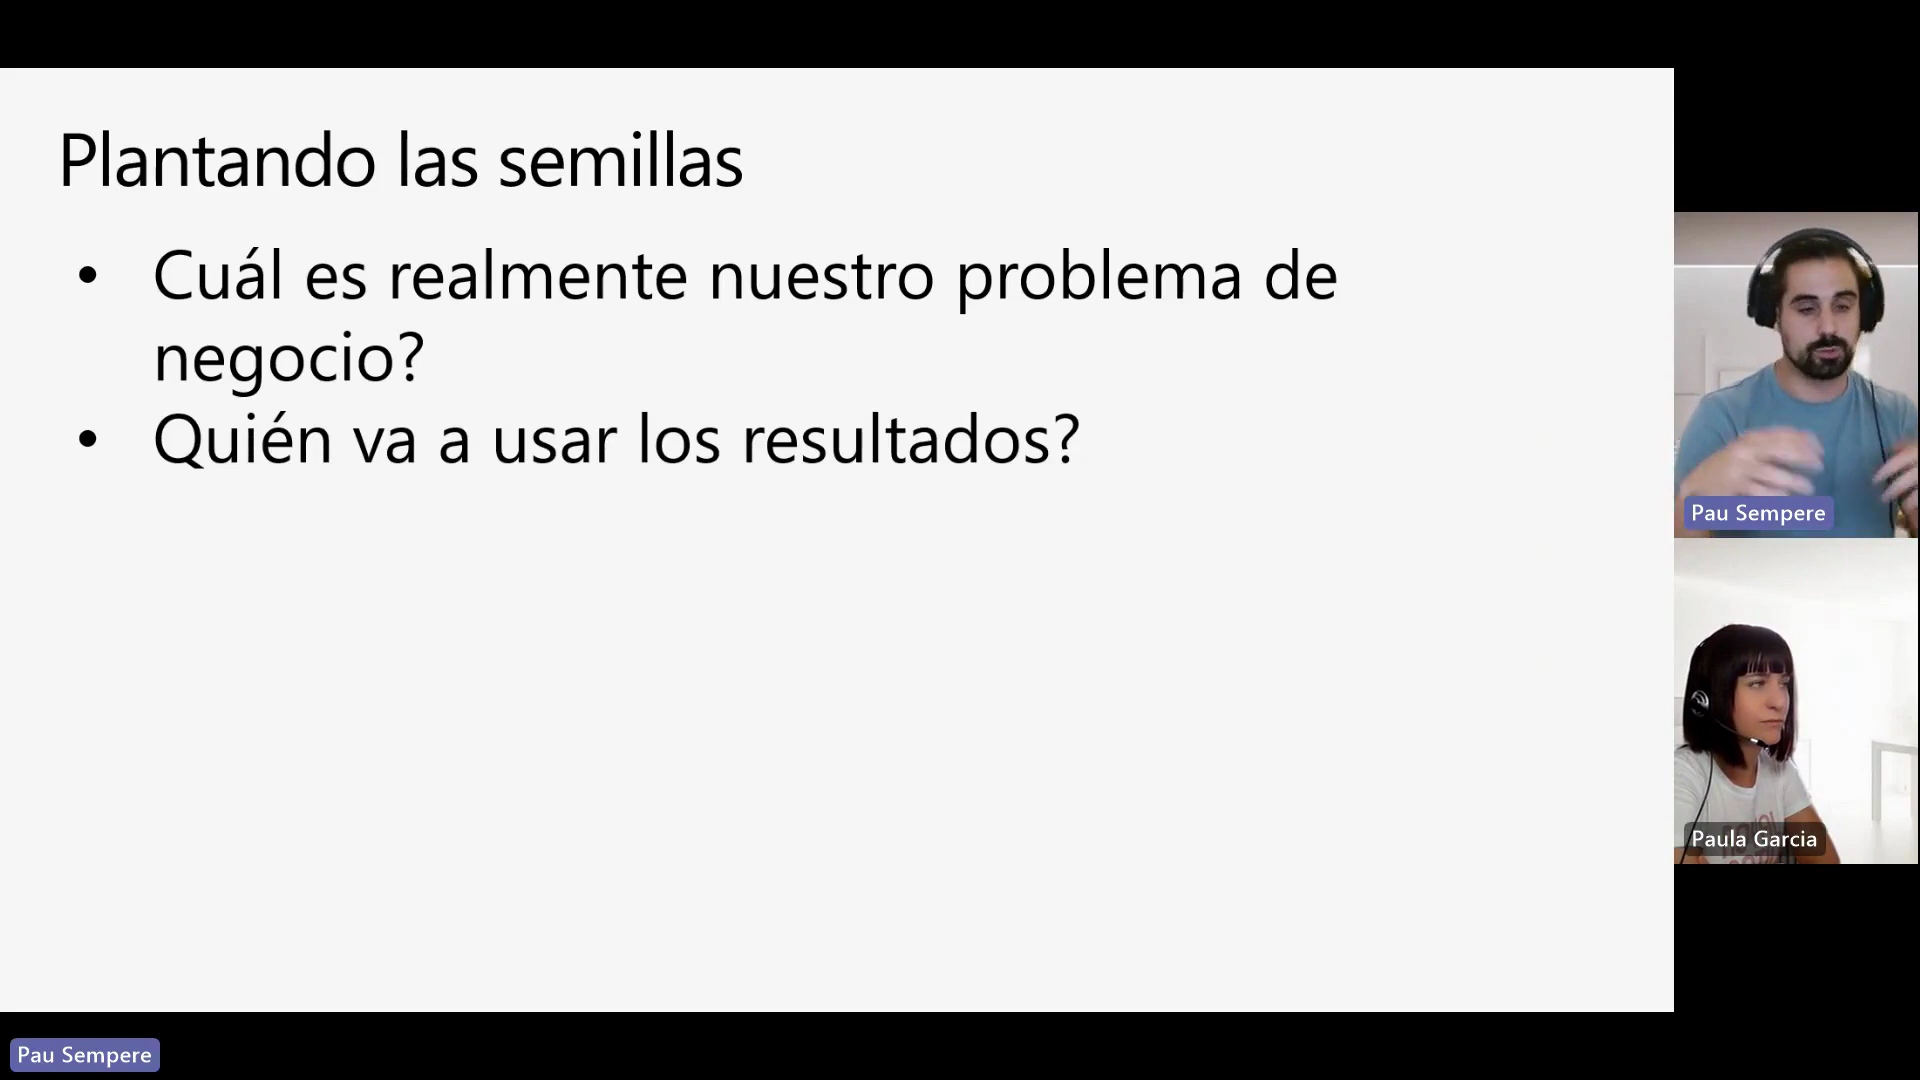 Plantando las semillas
• Cuál es realmente nuestro problema de
negocio?
• Quién va a usar los resultados?
Pau Sempere
Paula Garcia
Pau Sempere